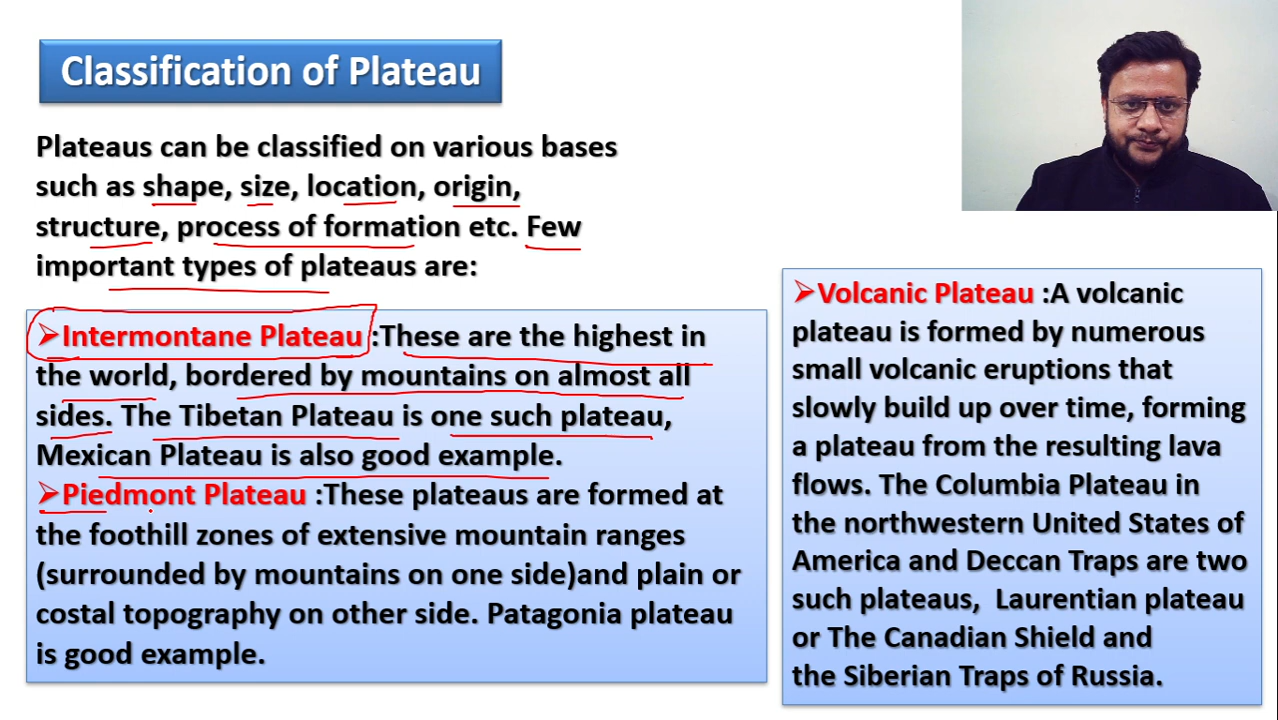 Classification of Plateau
Plateaus can be classified on various bases
such as shape, size, location, origin,
structure, process of formation etc. Few
important types of plateaus are:
➢Intermontane Plateau :These are the highest in
the world, bordered by mountains on almost all
sides. The Tibetan Plateau is one such plateau,
Mexican Plateau is also good example.
➢Piedmont Plateau :These plateaus are formed at
the foothill zones of extensive mountain ranges
(surrounded by mountains on one side)and plain or
costal topography on other side. Patagonia plateau
is good example.
➢Volcanic Plateau :A volcanic
plateau is formed by numerous
small volcanic eruptions that
slowly build up over time, forming
a plateau from the resulting lava
flows. The Columbia Plateau in
the northwestern United States of
America and Deccan Traps are two
such plateaus, Laurentian plateau
or The Canadian Shield and
the Siberian Traps of Russia.